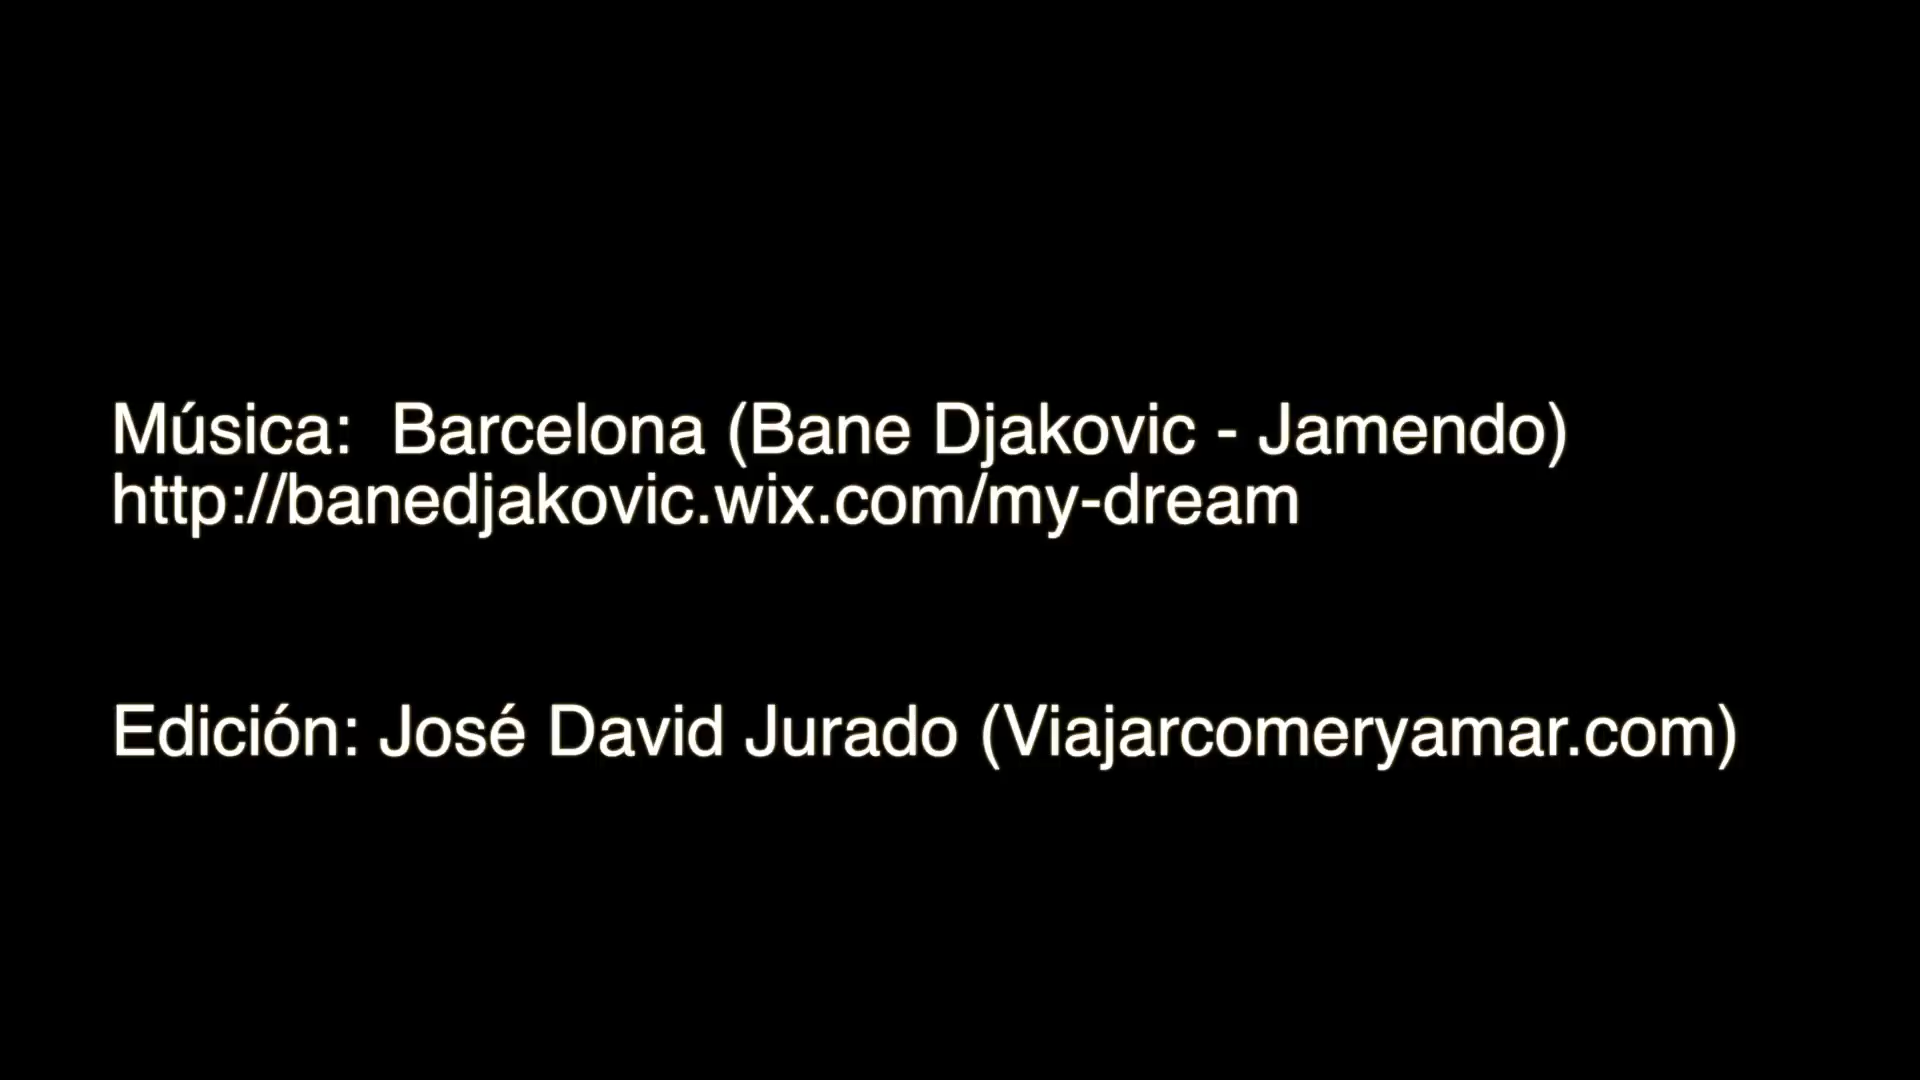 Música:  Barcelona (Bane Djakovic - Jamendo)
http://banedjakovic.wix.com/my-dream
Edición: José David Jurado (Viajarcomeryamar.com)